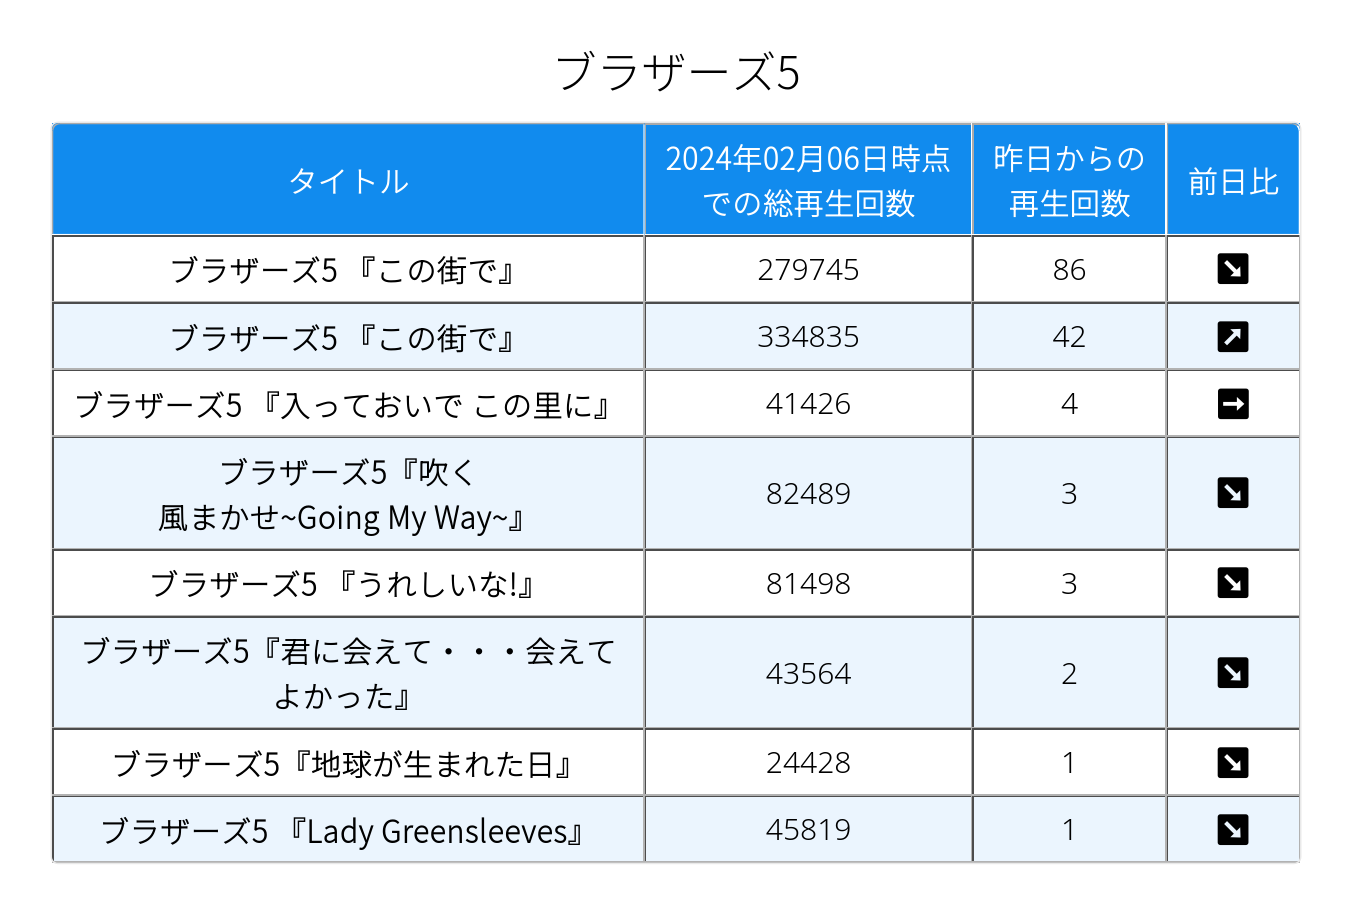 ブラザーズ5
タイトル
2024年02月06日時点
での総再生回数
昨日からの
再生回数
前日比
ブラザーズ5 『この街で』
279745
86
ブラザーズ5 『この街で』
334835
42
ブラザーズ5 『入っておいで この里に』
41426
4
ブラザーズ5『吹く
風まかせ~Going My Way~』
82489
3
ブラザーズ5 『うれしいな!』
81498
3
ブラザーズ5『君に会えて・・・会えて
よかった』
43564
2
ブラザーズ5『地球が生まれた日』
24428
1
ブラザーズ5 『Lady Greensleeves』
45819
1